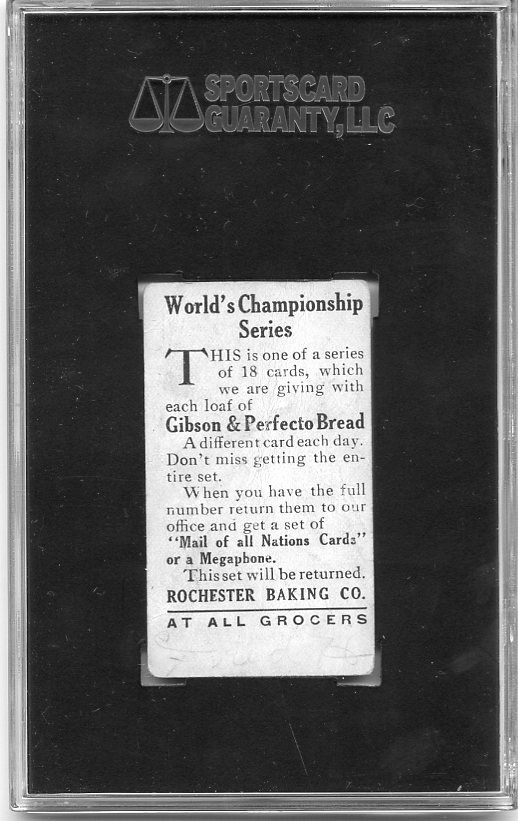 SPORTSCARD
GUARANTY, LLC
World's Championship
Series
THIS is one of a series
of 18 cards, which
we are giving with
each loaf of
Gibson & Perfecto Bread
A different card each day.
Don't miss getting the en-
tire set.
When you have the full
number return them to our
office and get a set of
"Mail of all Nations Cards"
or a Megaphone.
This set will be returned.
ROCHESTER BAKING CO.
AT ALL GROCERS